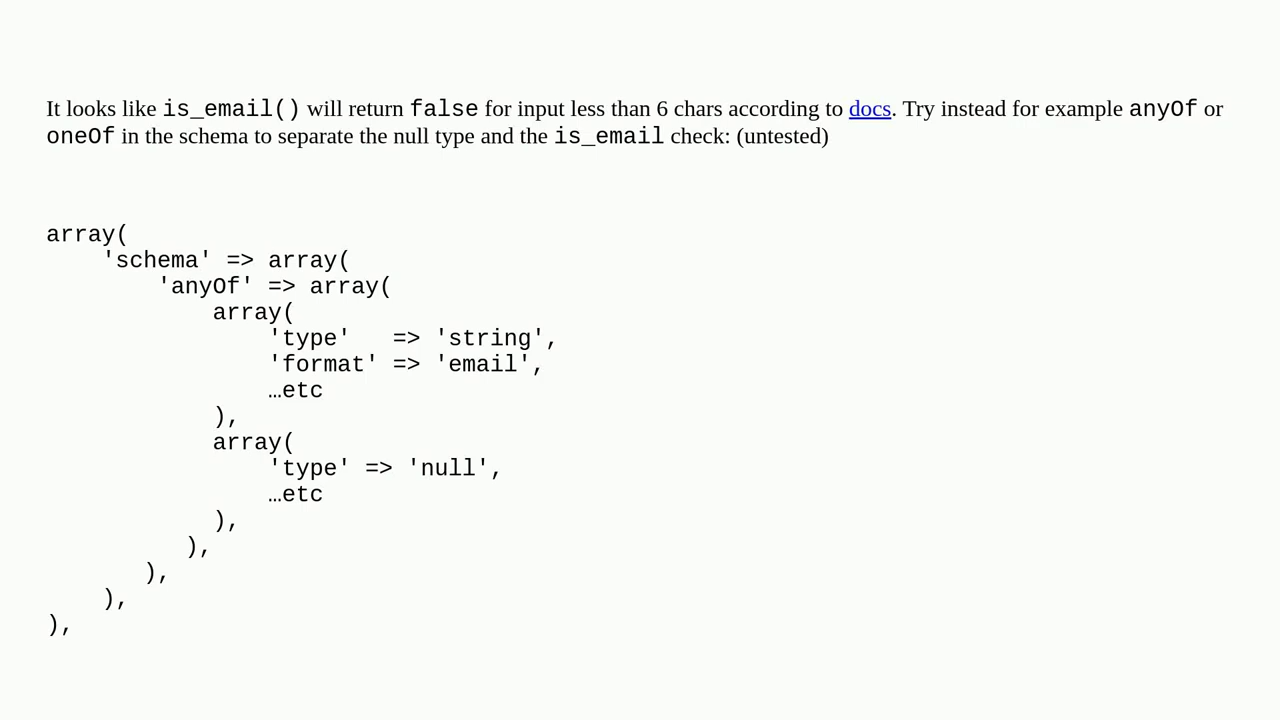 It looks like is_email() will return false for input less than 6 chars according to docs. Try instead for example anyOf or
oneOf in the schema to separate the null type and the is_email check: (untested)
array(
    'schema' => array(
        'anyOf' => array(
            array(
                'type'   => 'string',
                'format' => 'email',
                …etc
            ),
            array(
                'type' => 'null',
                …etc
            ),
          ),
       ),
    ),
),